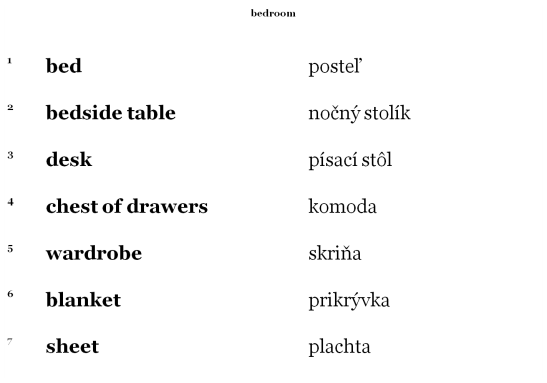 bedroom
1 bed posteľ
2 bedside table nočný stolík
3 desk písací stôl
4 chest of drawers komoda
5 wardrobe skriňa
6 blanket prikrývka
7 sheet plachta